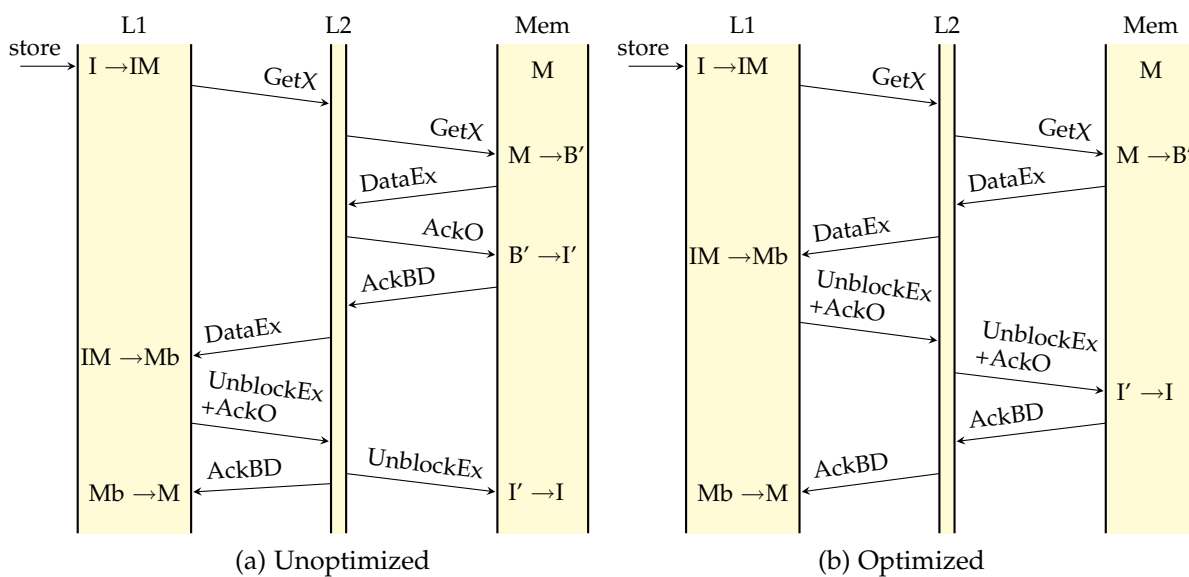 L1
L2
Mem
store
I →IM
GetX
M
GetX
M →B'
DataEx
AckO
B' →I'
AckBD
DataEx
IM →Mb
UnblockEx
+AckO
AckBD
UnblockEx
Mb →M
I' →I
(a) Unoptimized
L1
L2
Mem
store
I →IM
GetX
M
GetX
M →B'
DataEx
DataEx
IM →Mb
UnblockEx
+AckO
UnblockEx
+AckO
I' →I
AckBD
AckBD
Mb →M
(b) Optimized